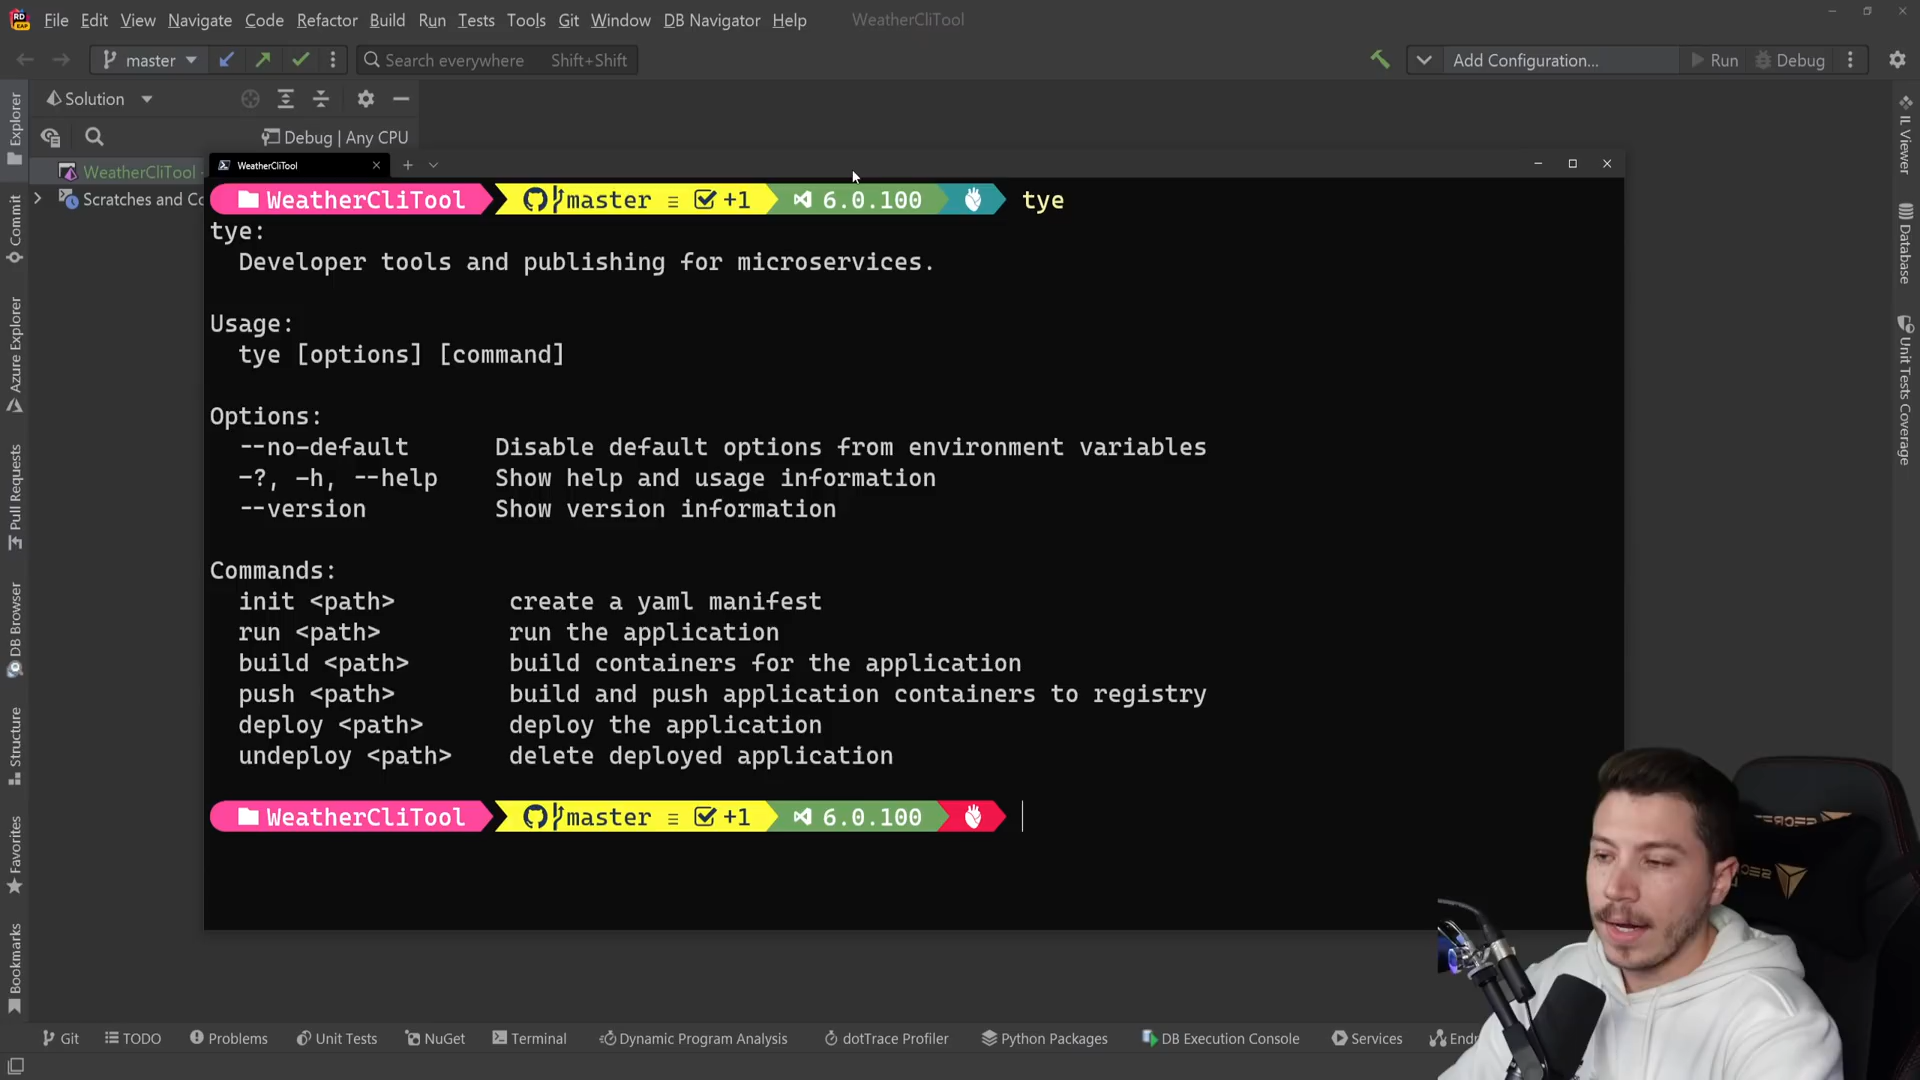 File Edit View Navigate Code Refactor Build Run Tests Tools Git Window DB Navigator Help WeatherCliTool
master Search everywhere Shift+Shift Add Configuration... Run Debug
Solution
Debug | Any CPU
WeatherCliTool
Scratches and Co
Explorer
Commit
Azure Explorer
Pull Requests
DB Browser
Structure
Favorites
Bookmarks
WeatherCliTool
WeatherCliTool master ≡ +1 6.0.100 tye
tye:
Developer tools and publishing for microservices.
Usage:
tye [options] [command]
Options:
--no-default Disable default options from environment variables
-?, -h, --help Show help and usage information
--version Show version information
Commands:
init <path> create a yaml manifest
run <path> run the application
build <path> build containers for the application
push <path> build and push application containers to registry
deploy <path> deploy the application
undeploy <path> delete deployed application
WeatherCliTool master ≡ +1 6.0.100
IL Viewer
Database
Unit Tests Coverage
Git TODO Problems Unit Tests NuGet Terminal Dynamic Program Analysis dotTrace Profiler Python Packages DB Execution Console Services